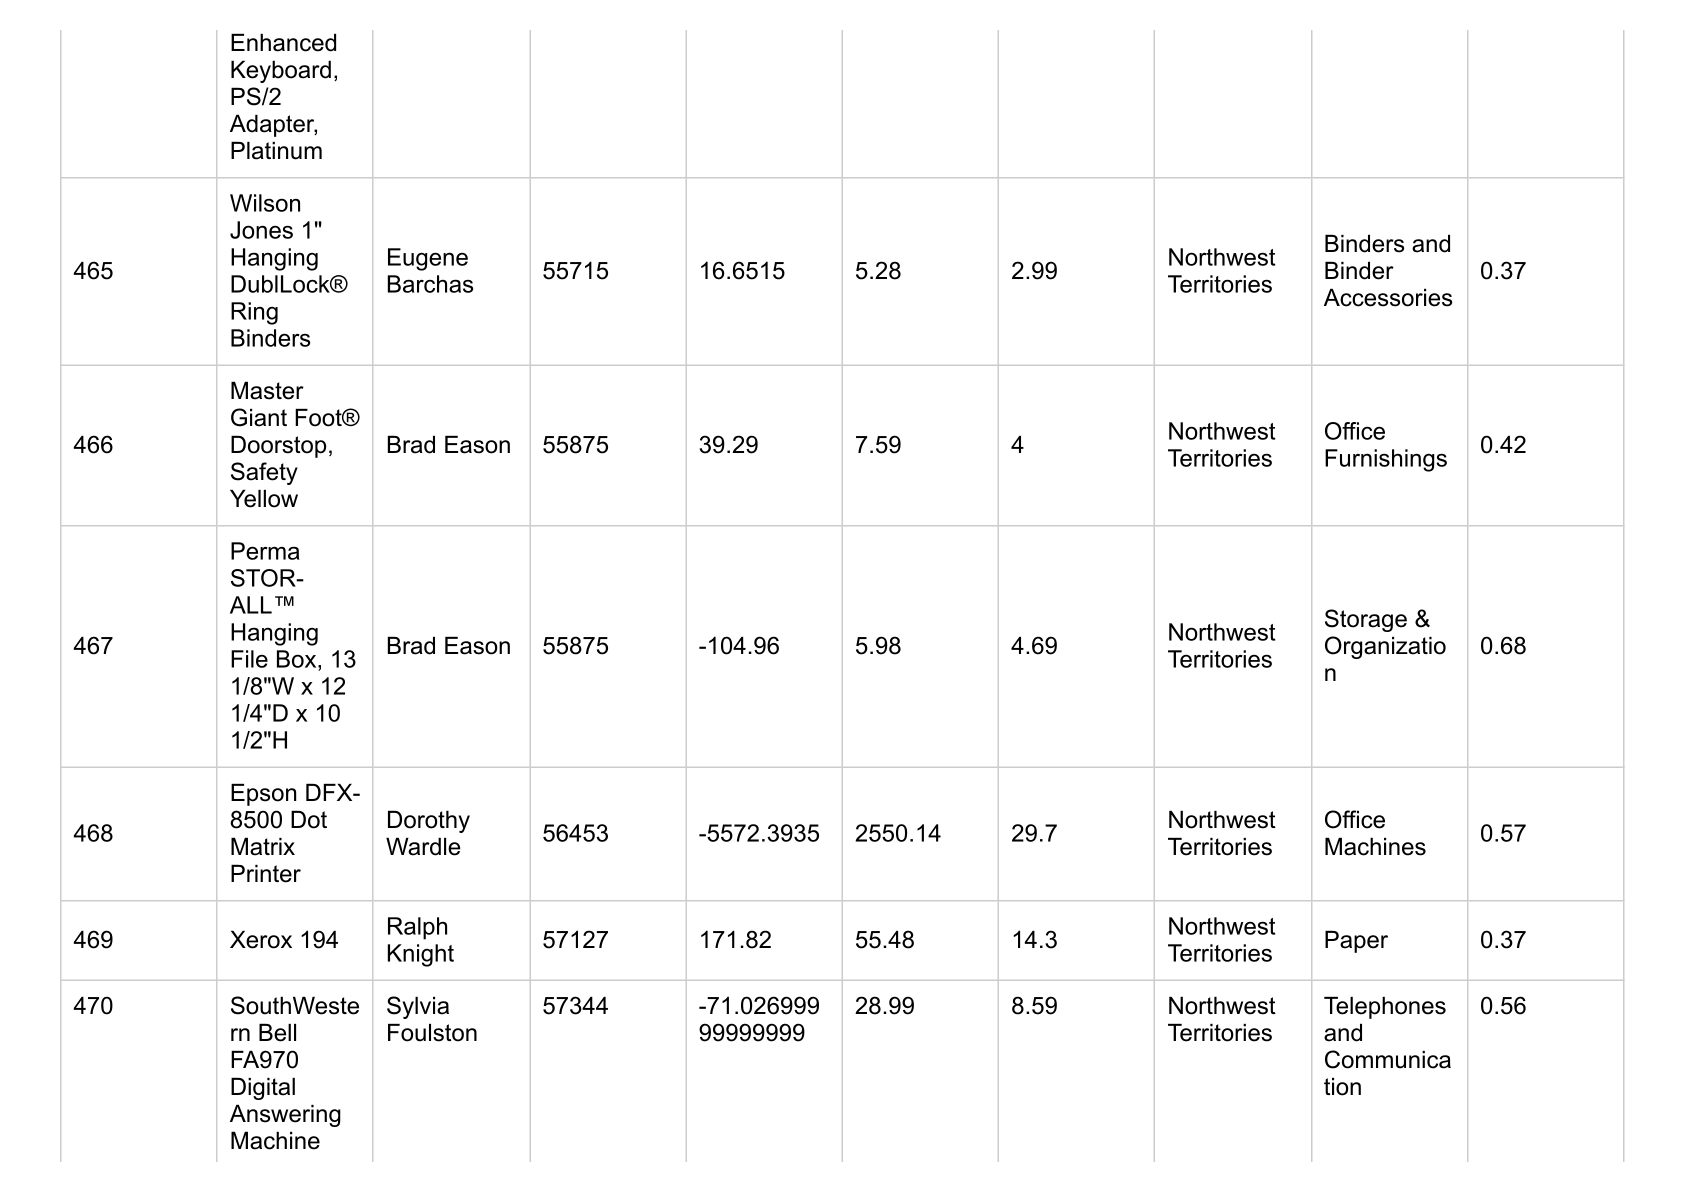 Enhanced
Keyboard,
PS/2
Adapter,
Platinum
465
Wilson
Jones 1"
Hanging
DublLock®
Ring
Binders
Eugene
Barchas
55715
16.6515
5.28
2.99
Northwest
Territories
Binders and
Binder
Accessories
0.37
466
Master
Giant Foot®
Doorstop,
Safety
Yellow
Brad Eason
55875
39.29
7.59
4
Northwest
Territories
Office
Furnishings
0.42
467
Perma
STOR-
ALL™
Hanging
File Box, 13
1/8"W x 12
1/4"D x 10
1/2"H
Brad Eason
55875
-104.96
5.98
4.69
Northwest
Territories
Storage &
Organizatio
n
0.68
468
Epson DFX-
8500 Dot
Matrix
Printer
Dorothy
Wardle
56453
-5572.3935
2550.14
29.7
Northwest
Territories
Office
Machines
0.57
469
Xerox 194
Ralph
Knight
57127
171.82
55.48
14.3
Northwest
Territories
Paper
0.37
470
SouthWeste
rn Bell
FA970
Digital
Answering
Machine
Sylvia
Foulston
57344
-71.026999
99999999
28.99
8.59
Northwest
Territories
Telephones
and
Communica
tion
0.56